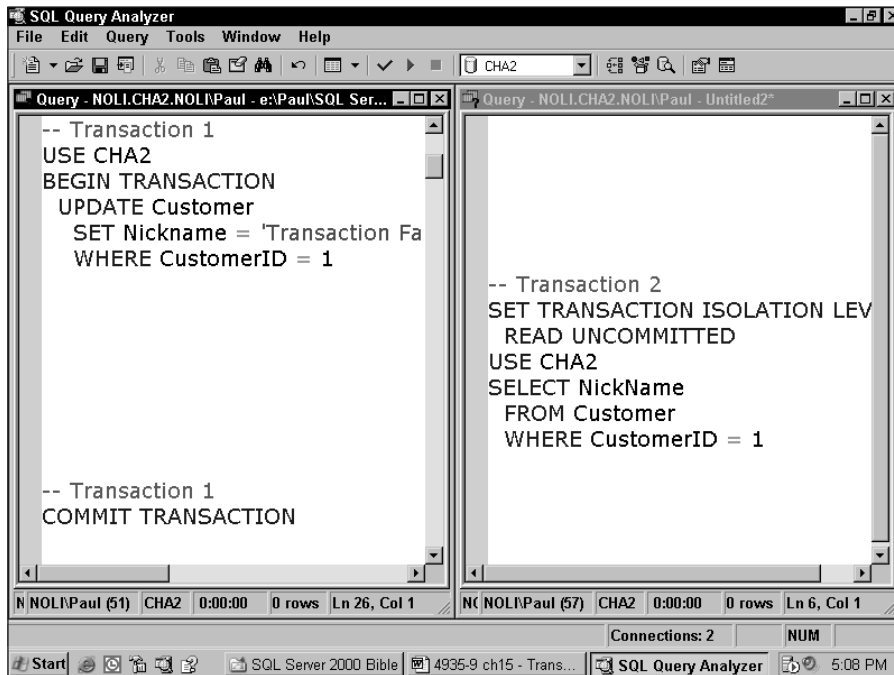 SQL Query Analyzer
File Edit Query Tools Window Help
CHA2
Query - NOLI.CHA2.NOLI\Paul - e:\Paul\SQL Ser...
-- Transaction 1
USE CHA2
BEGIN TRANSACTION
UPDATE Customer
SET Nickname = 'Transaction Fa
WHERE CustomerID = 1
-- Transaction 1
COMMIT TRANSACTION
N NOLI\Paul (51) CHA2 0:00:00 0 rows Ln 26, Col 1
Query - NOLI.CHA2.NOLI\Paul - Untitled2*
-- Transaction 2
SET TRANSACTION ISOLATION LEV
READ UNCOMMITTED
USE CHA2
SELECT NickName
FROM Customer
WHERE CustomerID = 1
N( NOLI\Paul (57) CHA2 0:00:00 0 rows Ln 6, Col 1
Connections: 2 NUM
Start SQL Server 2000 Bible 4935-9 ch15 - Trans... SQL Query Analyzer 5:08 PM